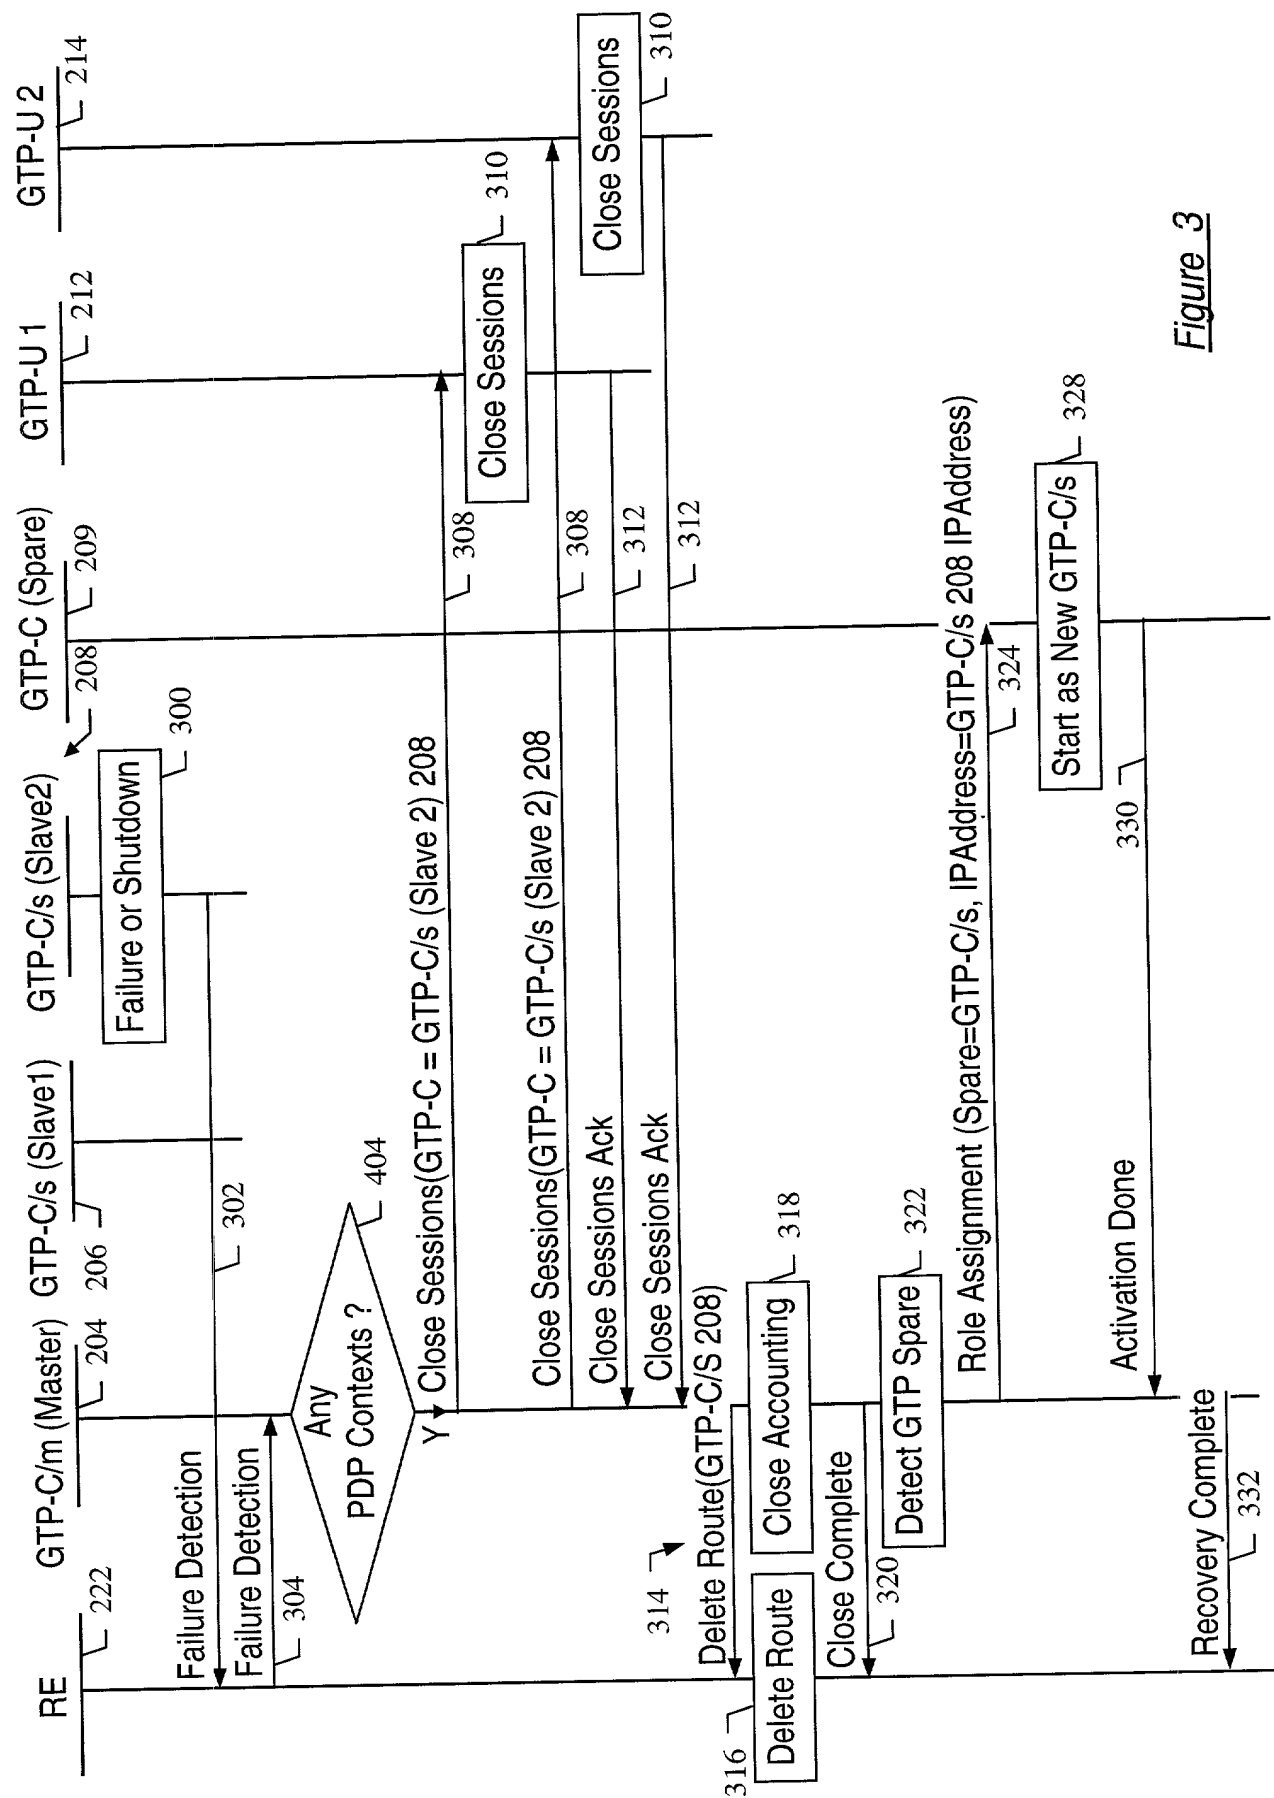 RE
222
GTP-C/m (Master)
204
GTP-C/s (Slave1)
206
GTP-C/s (Slave2)
208
GTP-C (Spare)
209
GTP-U 1
212
GTP-U 2
214
Failure or Shutdown
300
Failure Detection
302
Failure Detection
304
Any
PDP Contexts ?
404
Y
Close Sessions(GTP-C = GTP-C/s (Slave 2) 208
308
Close Sessions
310
Close Sessions(GTP-C = GTP-C/s (Slave 2) 208
308
Close Sessions
310
Close Sessions Ack
312
Close Sessions Ack
312
314
Delete Route(GTP-C/S 208)
316
Delete Route
Close Accounting
318
Close Complete
320
Detect GTP Spare
322
Role Assignment (Spare=GTP-C/s, IPAddress=GTP-C/s 208 IPAddress)
324
Start as New GTP-C/s
328
Activation Done
330
Recovery Complete
332
Figure 3